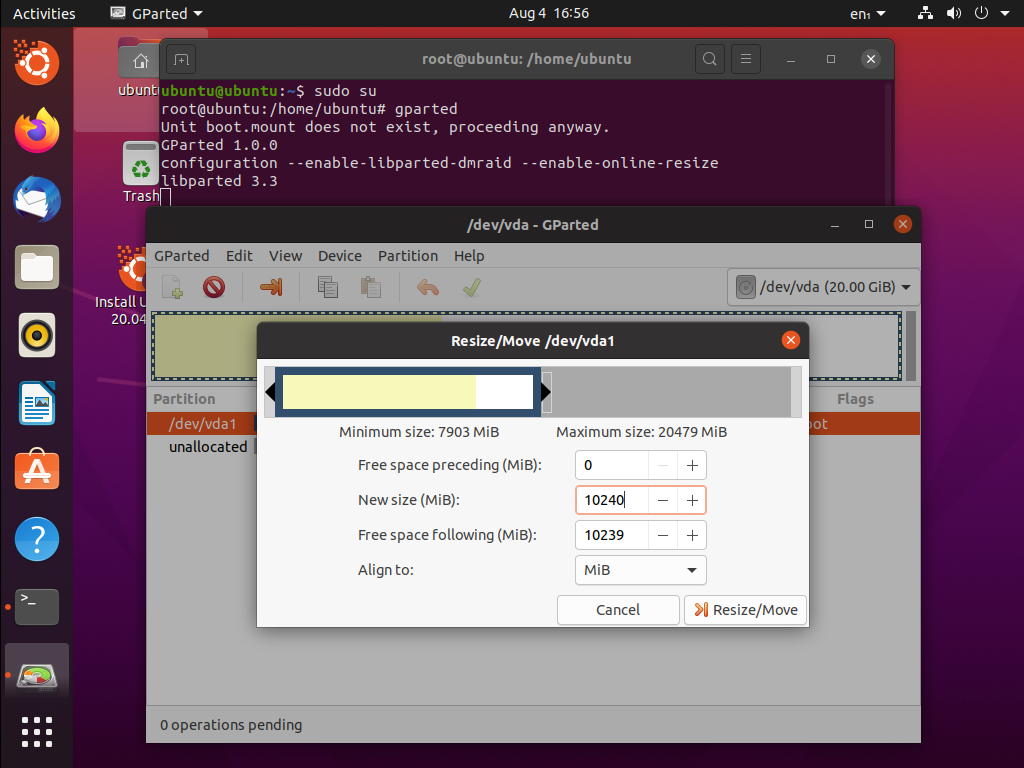 Activities
GParted
Aug 4 16:56
en₁
ubuntu@ubuntu:~$ sudo su
root@ubuntu:/home/ubuntu# gparted
Unit boot.mount does not exist, proceeding anyway.
GParted 1.0.0
configuration --enable-libparted-dmraid --enable-online-resize
libparted 3.3
root@ubuntu: /home/ubuntu
Trash
Install
20.04
/dev/vda - GParted
GParted Edit View Device Partition Help
/dev/vda (20.00 GiB)
Partition
Flags
/dev/vda1
unallocated
Resize/Move /dev/vda1
Minimum size: 7903 MiB
Maximum size: 20479 MiB
Free space preceding (MiB): 0
New size (MiB): 10240
Free space following (MiB): 10239
Align to: MiB
Cancel
Resize/Move
0 operations pending